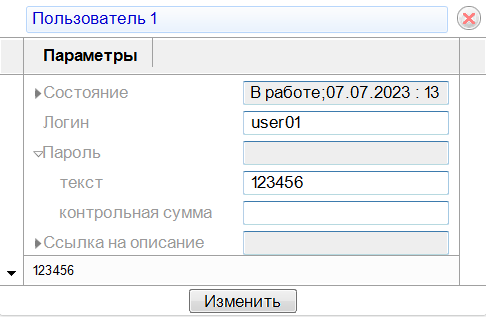 Пользователь 1
Параметры
Состояние В работе;07.07.2023 : 13
Логин user01
Пароль
текст 123456
контрольная сумма
Ссылка на описание
123456
Изменить